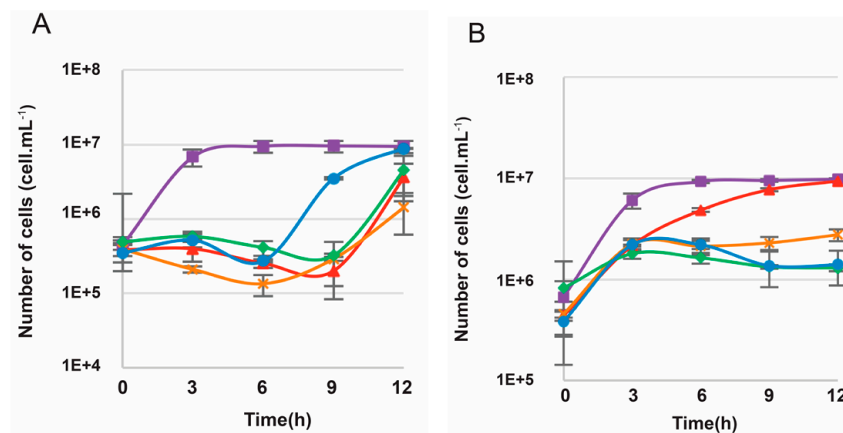 A
1E+8
1E+7
1E+6
1E+5
1E+4
Number of cells (cell.mL-1)
0 3 6 9 12
Time(h)
B
1E+8
1E+7
1E+6
1E+5
Number of cells (cell.mL-1)
0 3 6 9 12
Time(h)